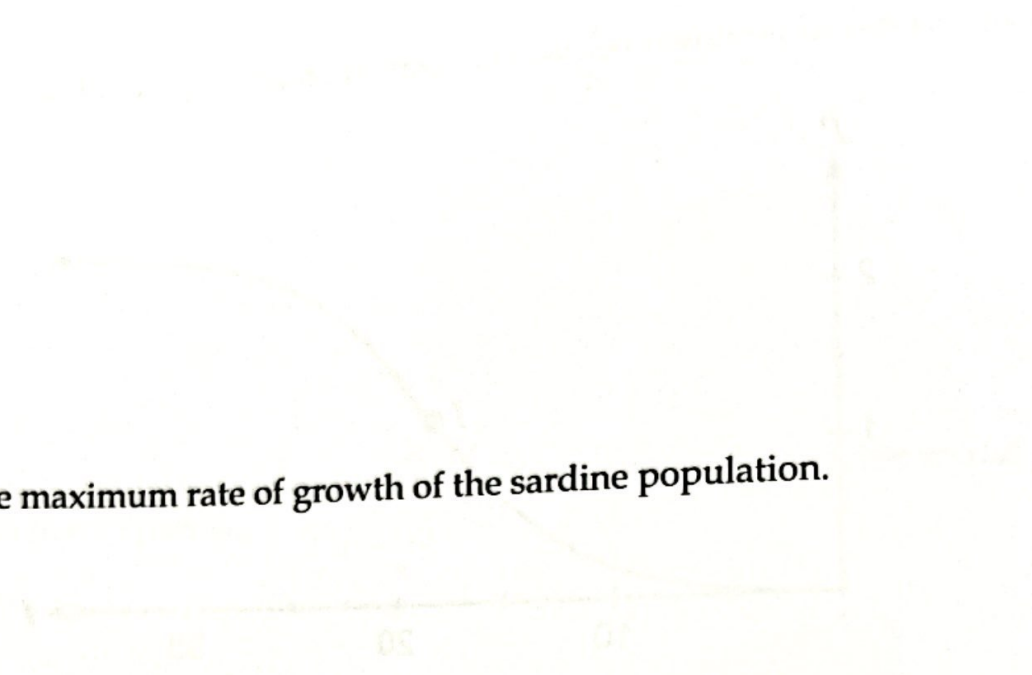 maximum rate of growth of the sardine population.